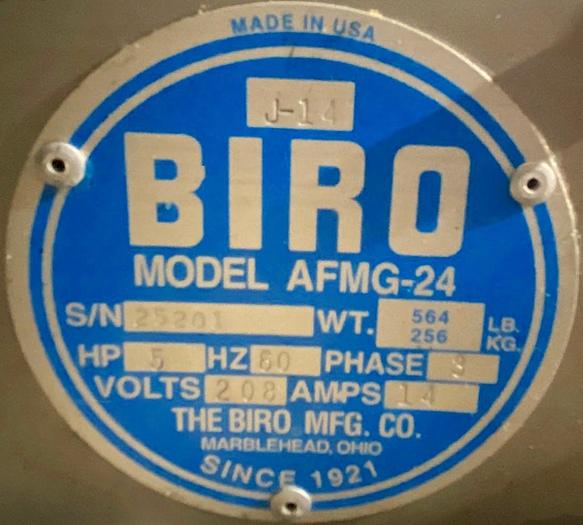 MADE IN USA
J-14
BIRO
MODEL AFMG-24
S/N 25201 WT. 564 LB.
256 KG.
HP 5 HZ 60 PHASE 3
VOLTS 208 AMPS 14
THE BIRO MFG. CO.
MARBLEHEAD, OHIO
SINCE 1921